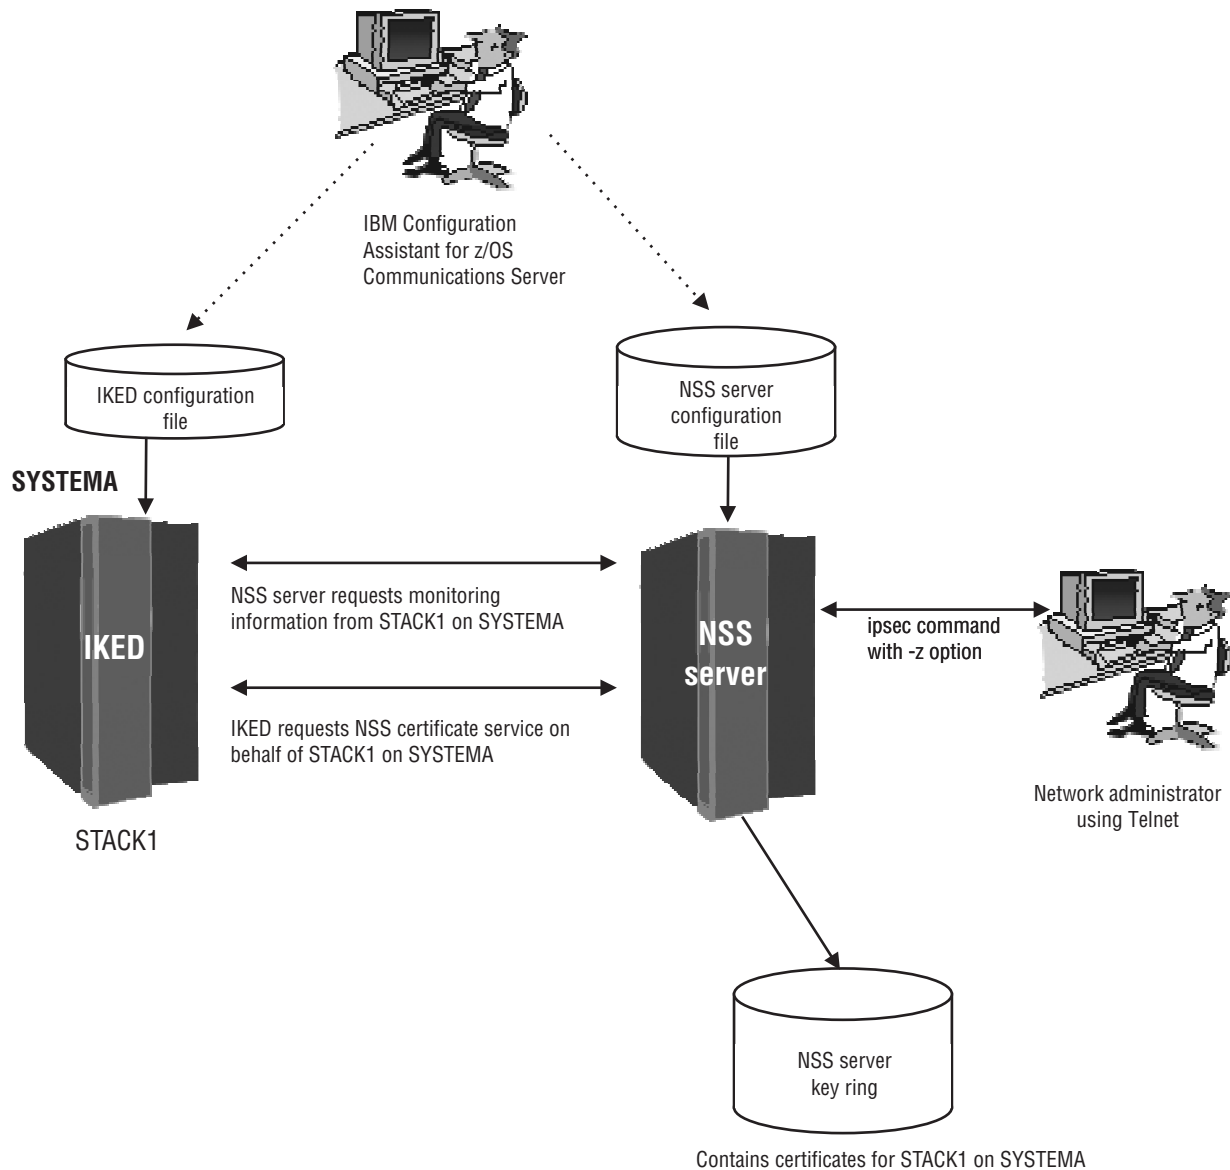 IBM Configuration
Assistant for z/OS
Communications Server
IKED configuration
file
NSS server
configuration
file
SYSTEMA
IKED
STACK1
NSS server requests monitoring
information from STACK1 on SYSTEMA
IKED requests NSS certificate service on
behalf of STACK1 on SYSTEMA
NSS
server
ipsec command
with -z option
Network administrator
using Telnet
NSS server
key ring
Contains certificates for STACK1 on SYSTEMA